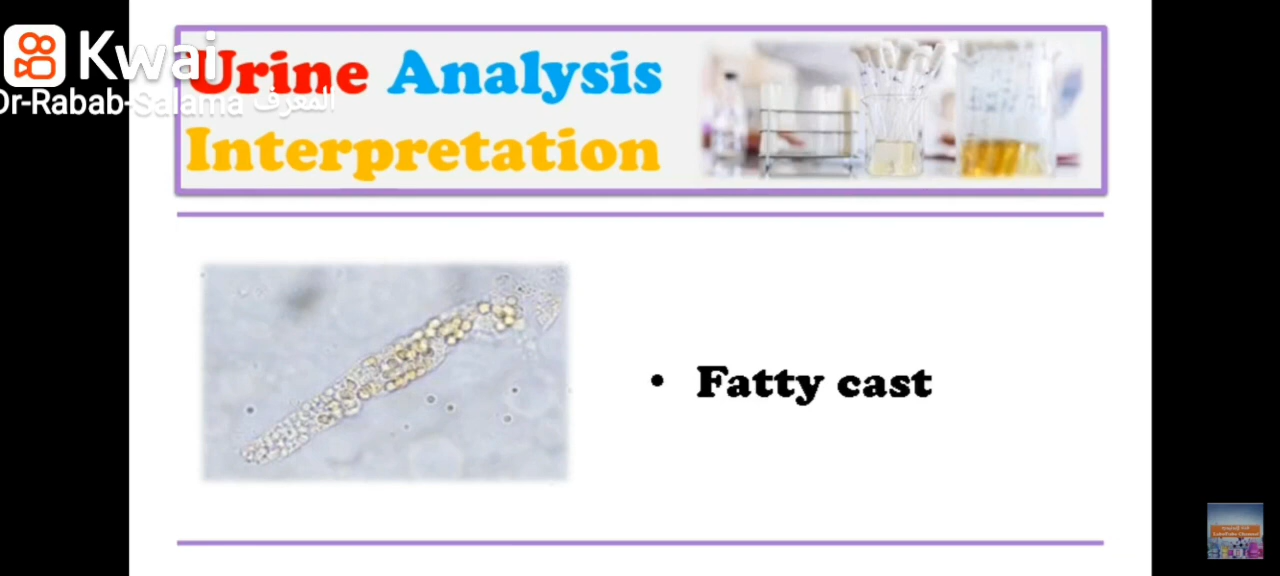 Kwai
Dr-Rabab-Salama المعرف
Urine Analysis
Interpretation
• Fatty cast